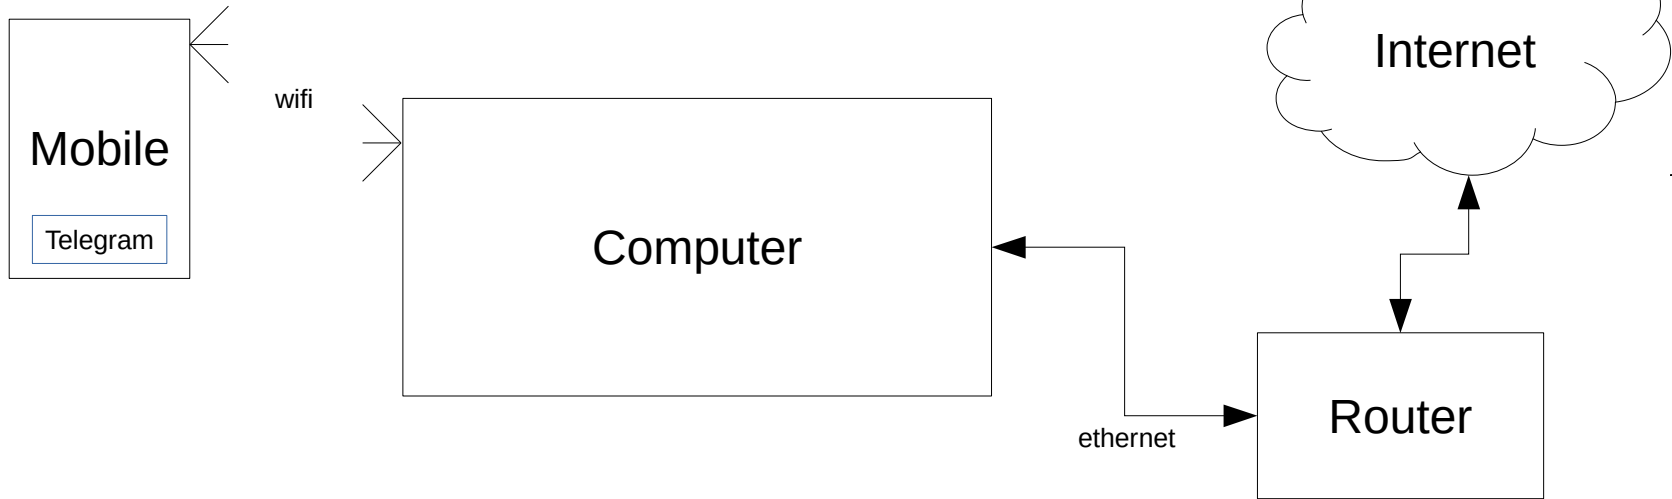 Internet
wifi
Mobile
Telegram
Computer
Router
ethernet